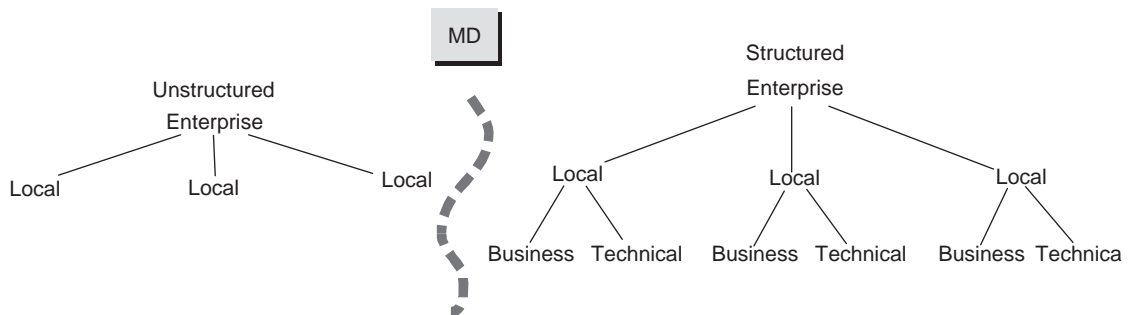 MD
Unstructured
Enterprise
Local
Local
Local
Structured
Enterprise
Local
Local
Local
Business Technical
Business Technical
Business Technica